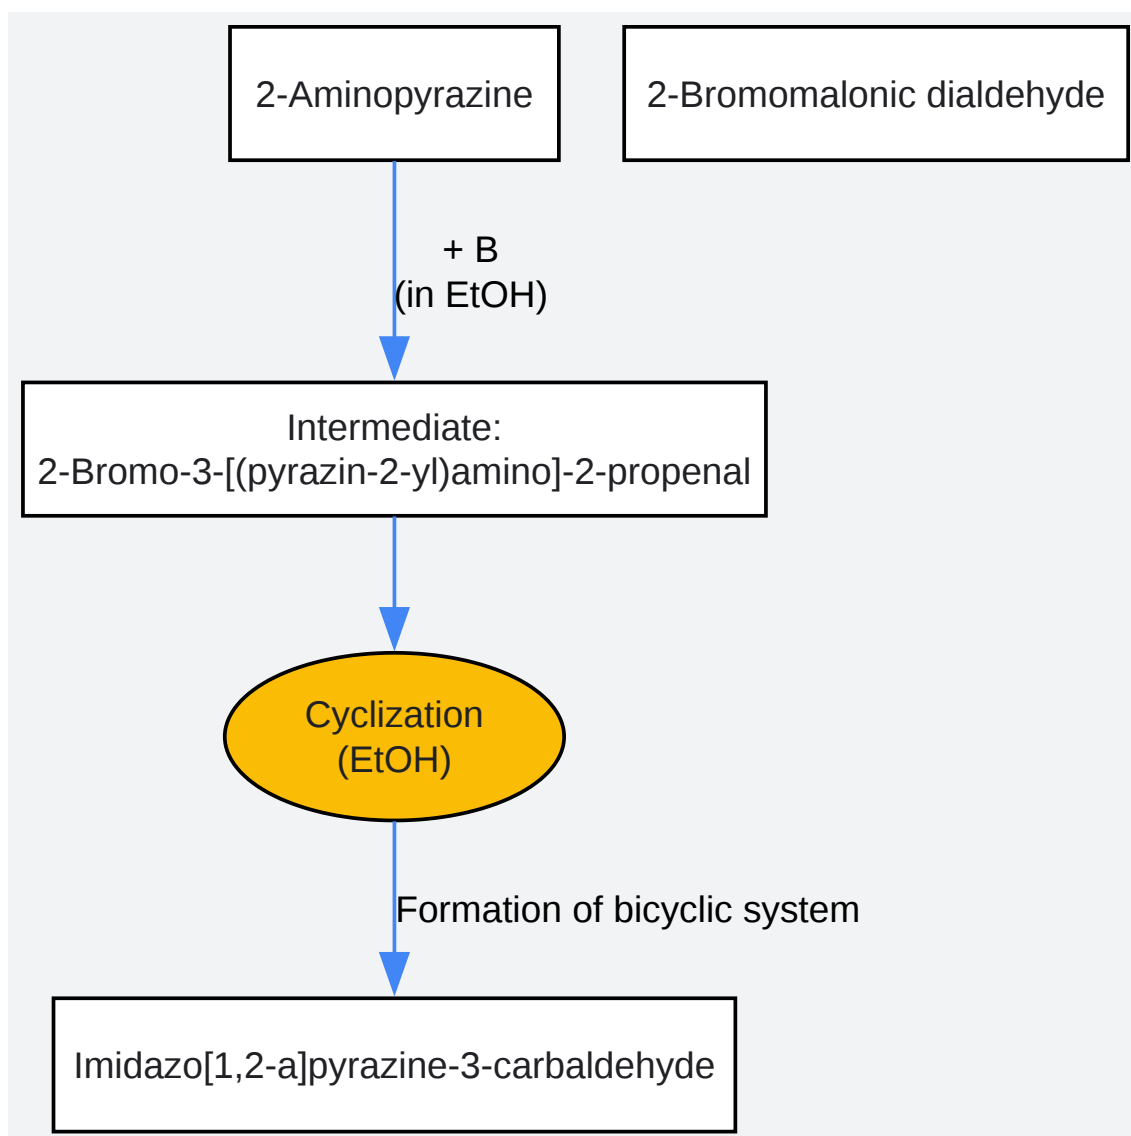 2-Aminopyrazine
2-Bromomalonic dialdehyde
+ B
(in EtOH)
Intermediate:
2-Bromo-3-[(pyrazin-2-yl)amino]-2-propenal
Cyclization
(EtOH)
Formation of bicyclic system
Imidazo[1,2-a]pyrazine-3-carbaldehyde